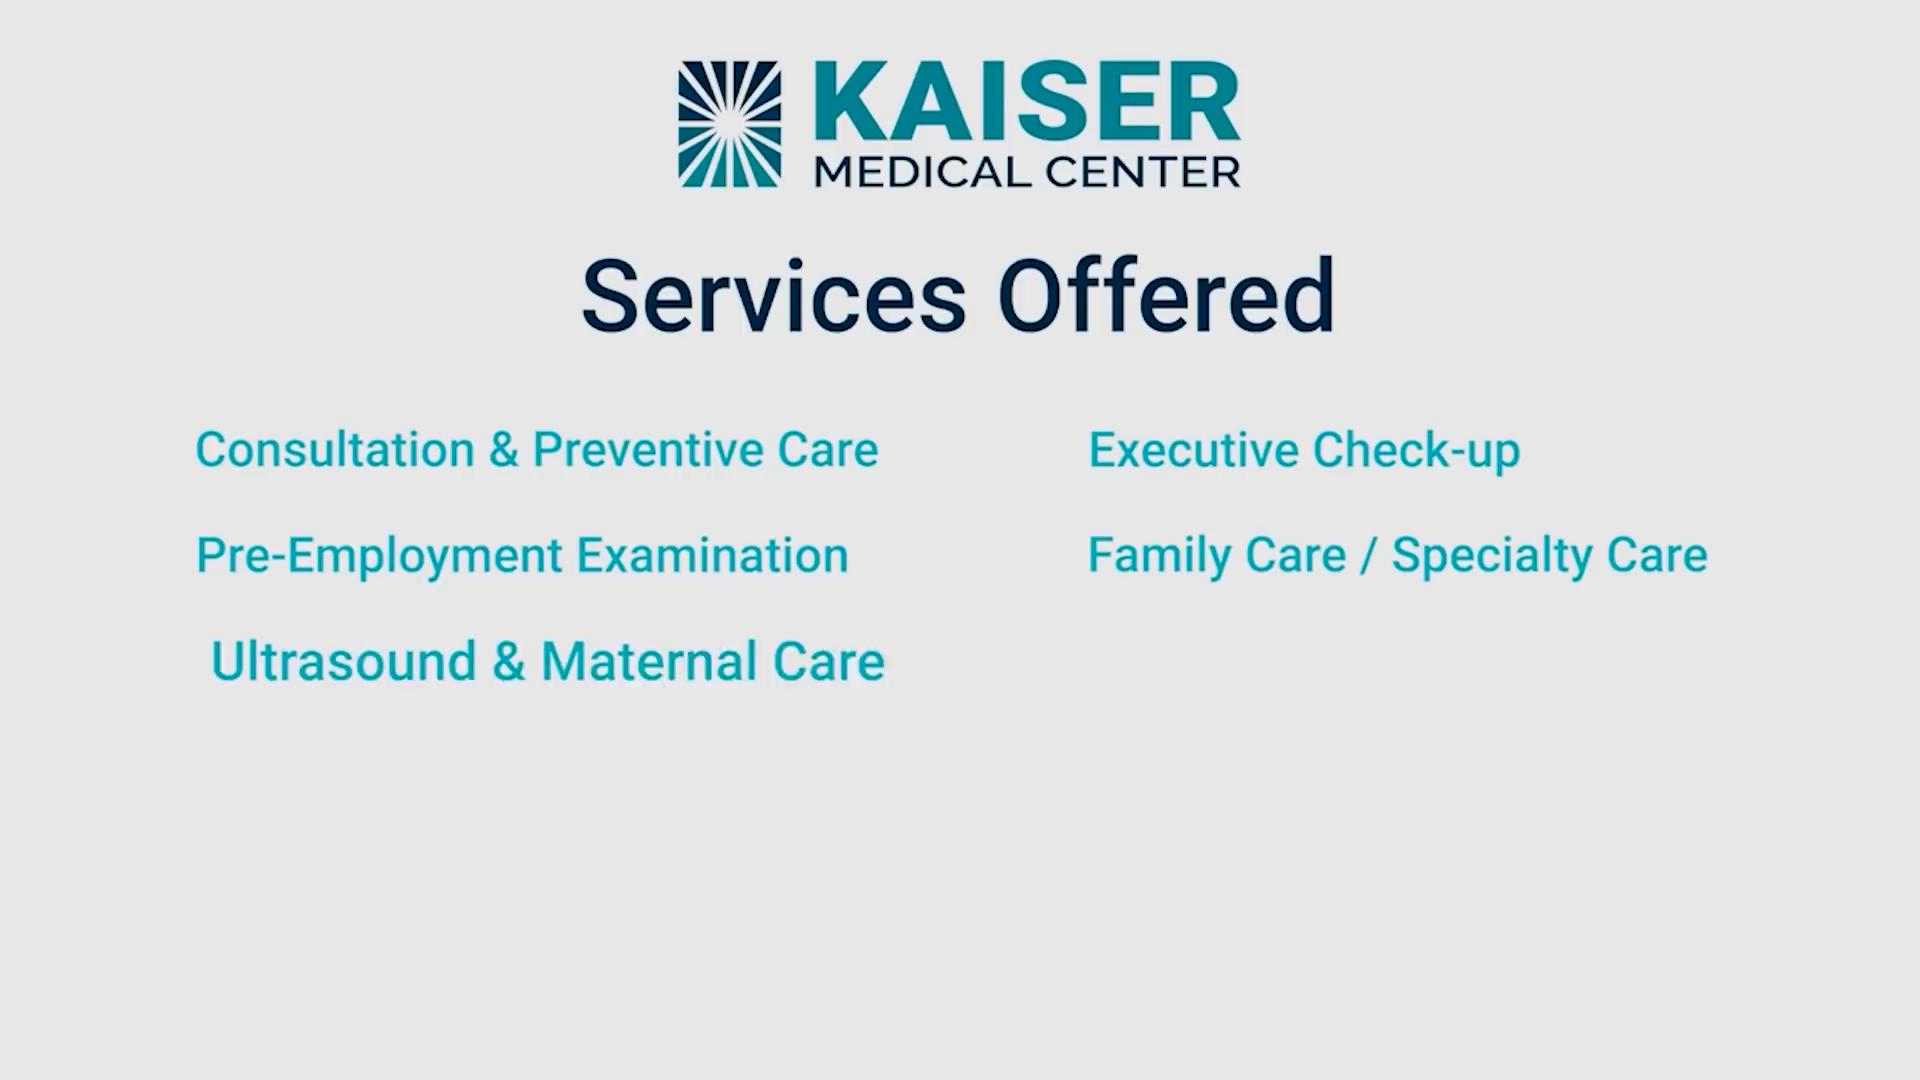 KAISER
MEDICAL CENTER
Services Offered
Consultation & Preventive Care
Executive Check-up
Pre-Employment Examination
Family Care / Specialty Care
Ultrasound & Maternal Care